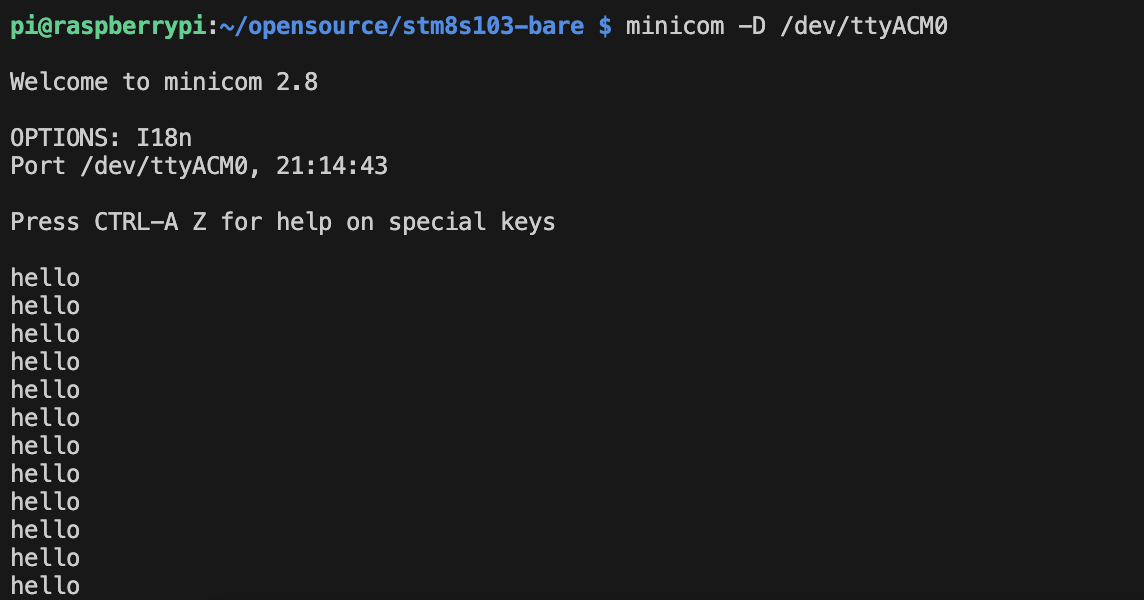 pi@raspberrypi:~/opensource/stm8s103-bare $ minicom -D /dev/ttyACM0
Welcome to minicom 2.8
OPTIONS: I18n
Port /dev/ttyACM0, 21:14:43
Press CTRL-A Z for help on special keys
hello
hello
hello
hello
hello
hello
hello
hello
hello
hello
hello
hello